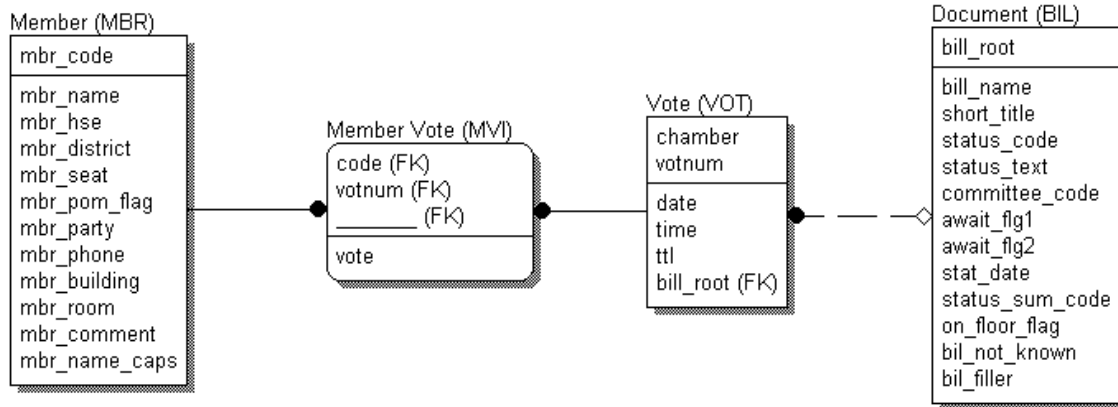 Member (MBR)
mbr_code
mbr_name
mbr_hse
mbr_district
mbr_seat
mbr_pom_flag
mbr_party
mbr_phone
mbr_building
mbr_room
mbr_comment
mbr_name_caps
Member Vote (MVI)
code (FK)
votnum (FK)
________ (FK)
vote
Vote (VOT)
chamber
votnum
date
time
ttl
bill_root (FK)
Document (BIL)
bill_root
bill_name
short_title
status_code
status_text
committee_code
await_flg1
await_flg2
stat_date
status_sum_code
on_floor_flag
bil_not_known
bil_filler